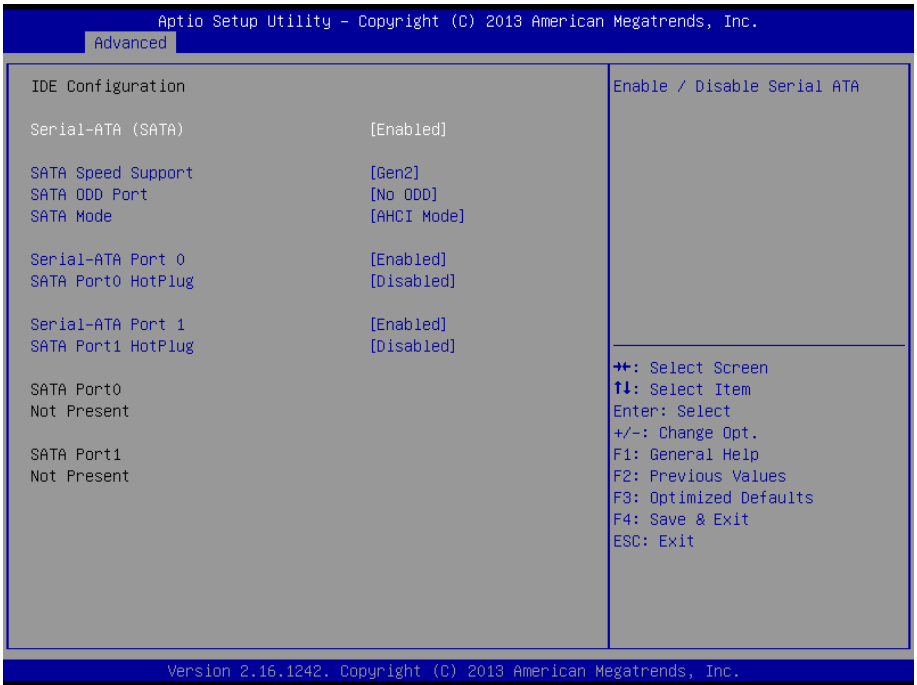 Aptio Setup Utility – Copyright (C) 2013 American Megatrends, Inc.
Advanced
IDE Configuration
Serial-ATA (SATA) [Enabled]
SATA Speed Support [Gen2]
SATA ODD Port [No ODD]
SATA Mode [AHCI Mode]
Serial-ATA Port 0 [Enabled]
SATA Port0 HotPlug [Disabled]
Serial-ATA Port 1 [Enabled]
SATA Port1 HotPlug [Disabled]
SATA Port0
Not Present
SATA Port1
Not Present
Enable / Disable Serial ATA
→←: Select Screen
↑↓: Select Item
Enter: Select
+/-: Change Opt.
F1: General Help
F2: Previous Values
F3: Optimized Defaults
F4: Save & Exit
ESC: Exit
Version 2.16.1242. Copyright (C) 2013 American Megatrends, Inc.